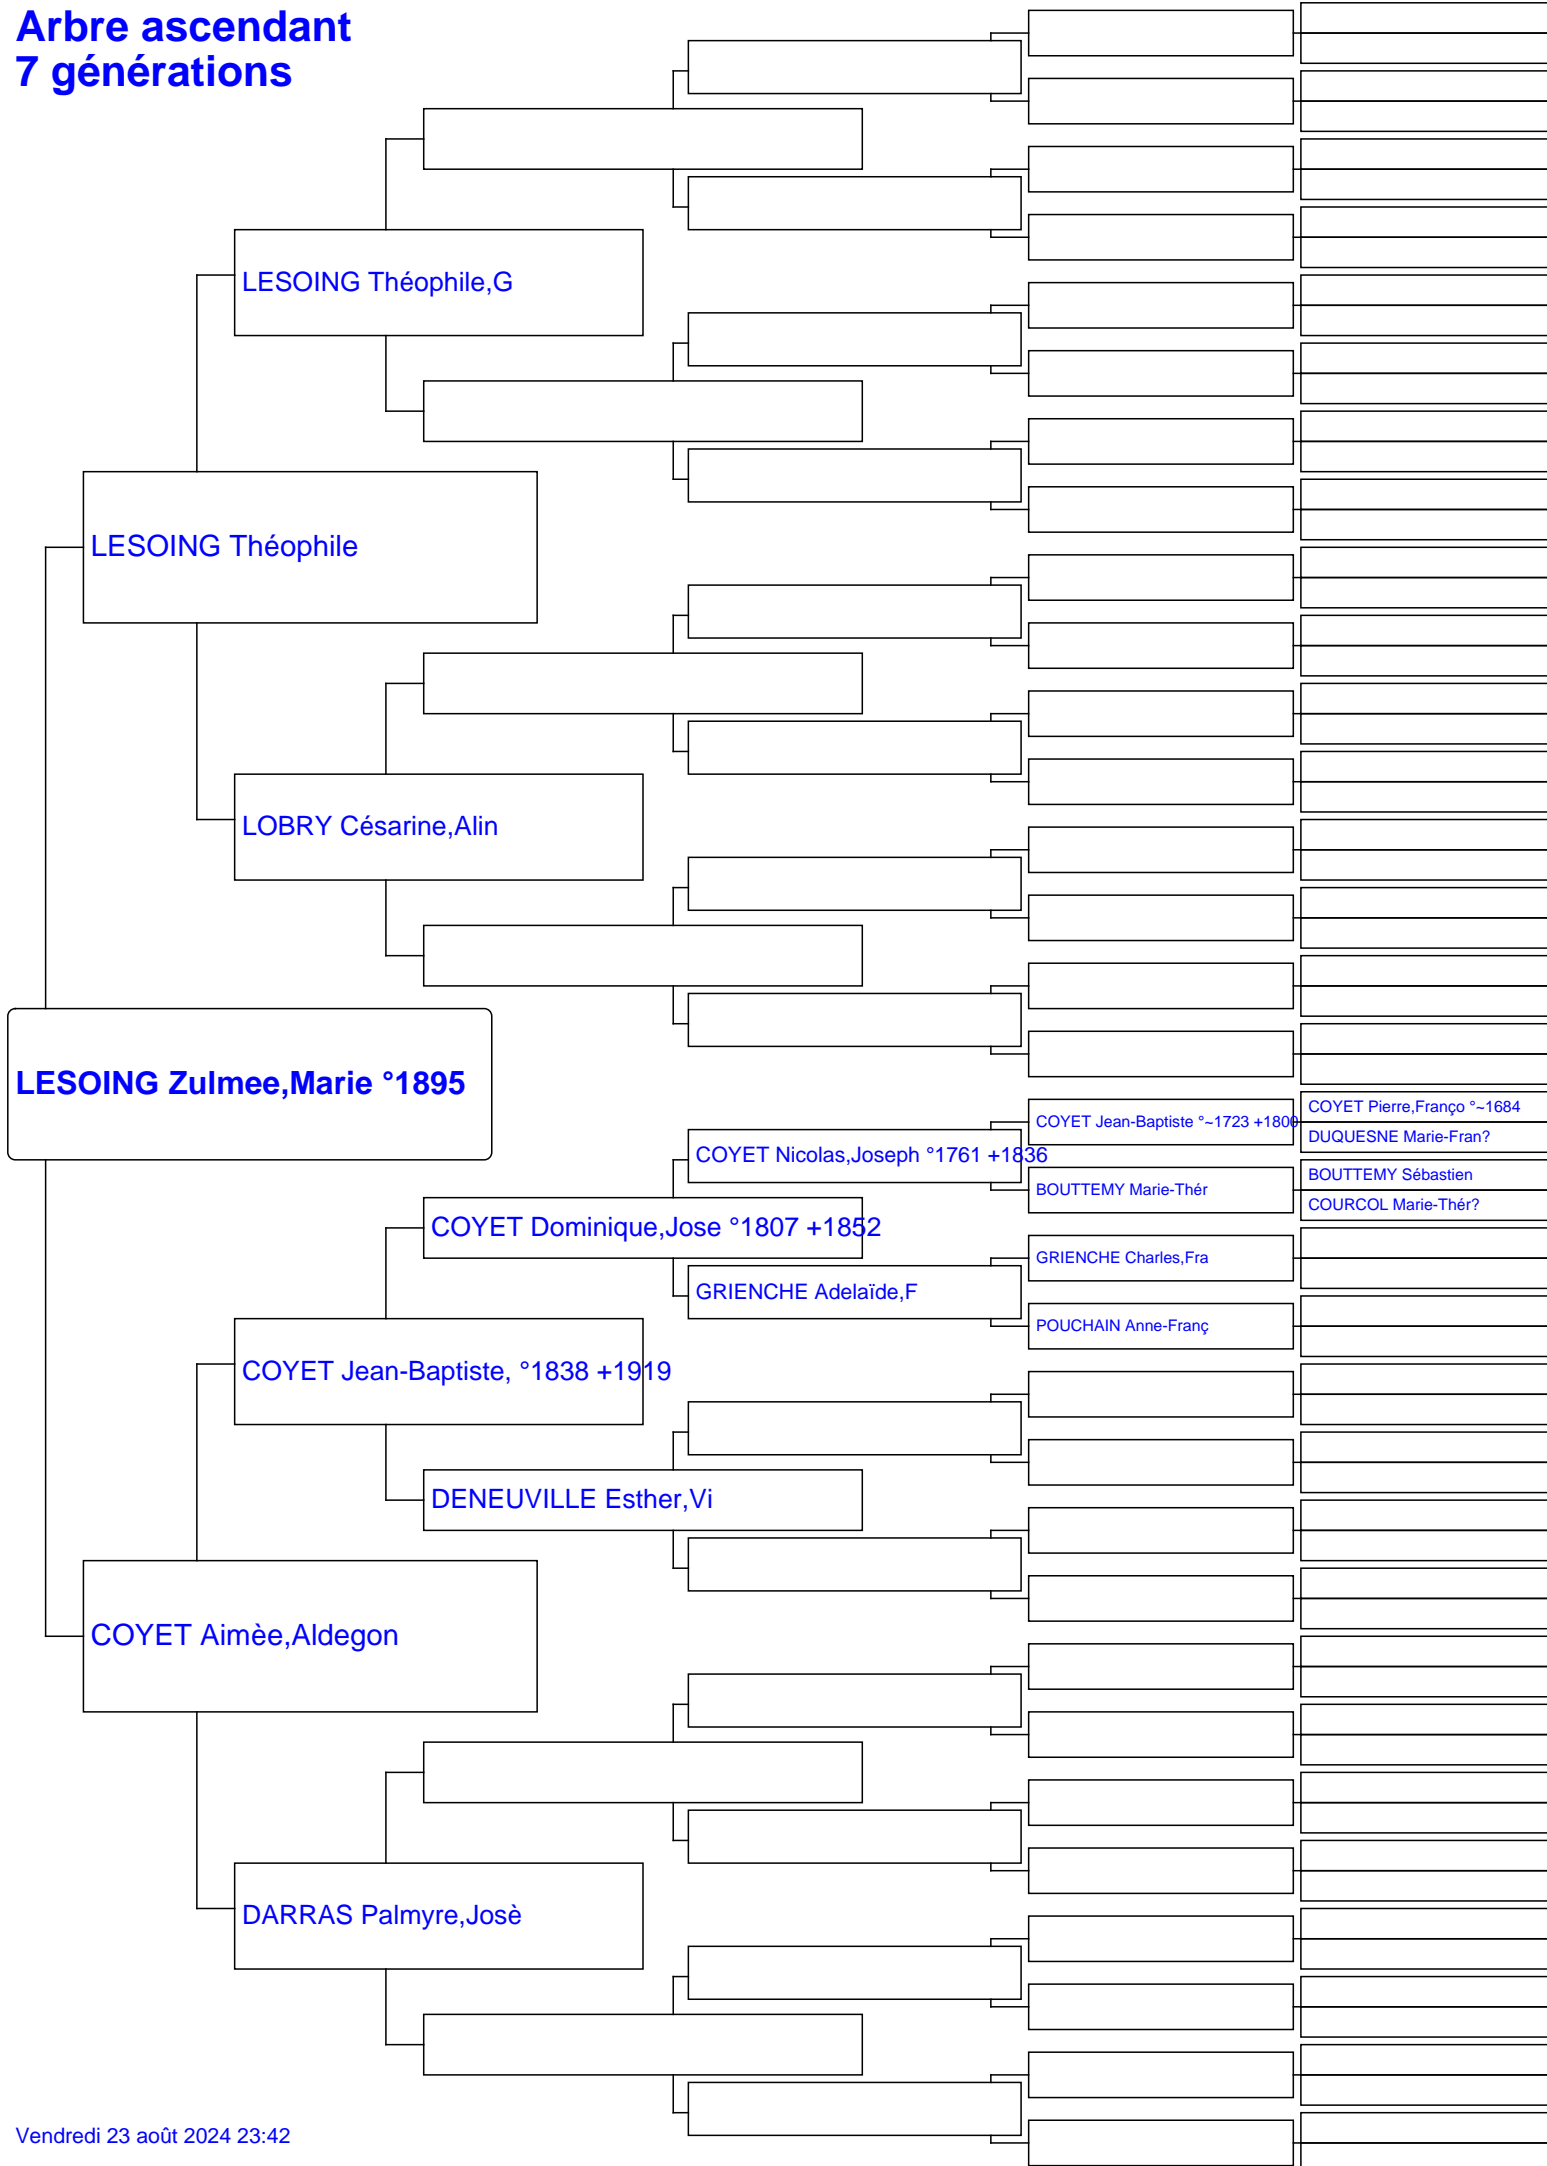 Arbre ascendant
7 générations
LESOING Théophile,G
LESOING Théophile
LOBRY Césarine,Alin
LESOING Zulmee,Marie °1895
COYET Pierre,Franço °~1684
COYET Jean-Baptiste °~1723 +1800
DUQUESNE Marie-Fran?
COYET Nicolas,Joseph °1761 +1836
BOUTTEMY Sébastien
BOUTTEMY Marie-Thér
COURCOL Marie-Thér?
COYET Dominique,Jose °1807 +1852
GRIENCHE Charles,Fra
GRIENCHE Adelaïde,F
POUCHAIN Anne-Franç
COYET Jean-Baptiste, °1838 +1919
DENEUVILLE Esther,Vi
COYET Aimèe,Aldegon
DARRAS Palmyre,Josè
Vendredi 23 août 2024 23:42